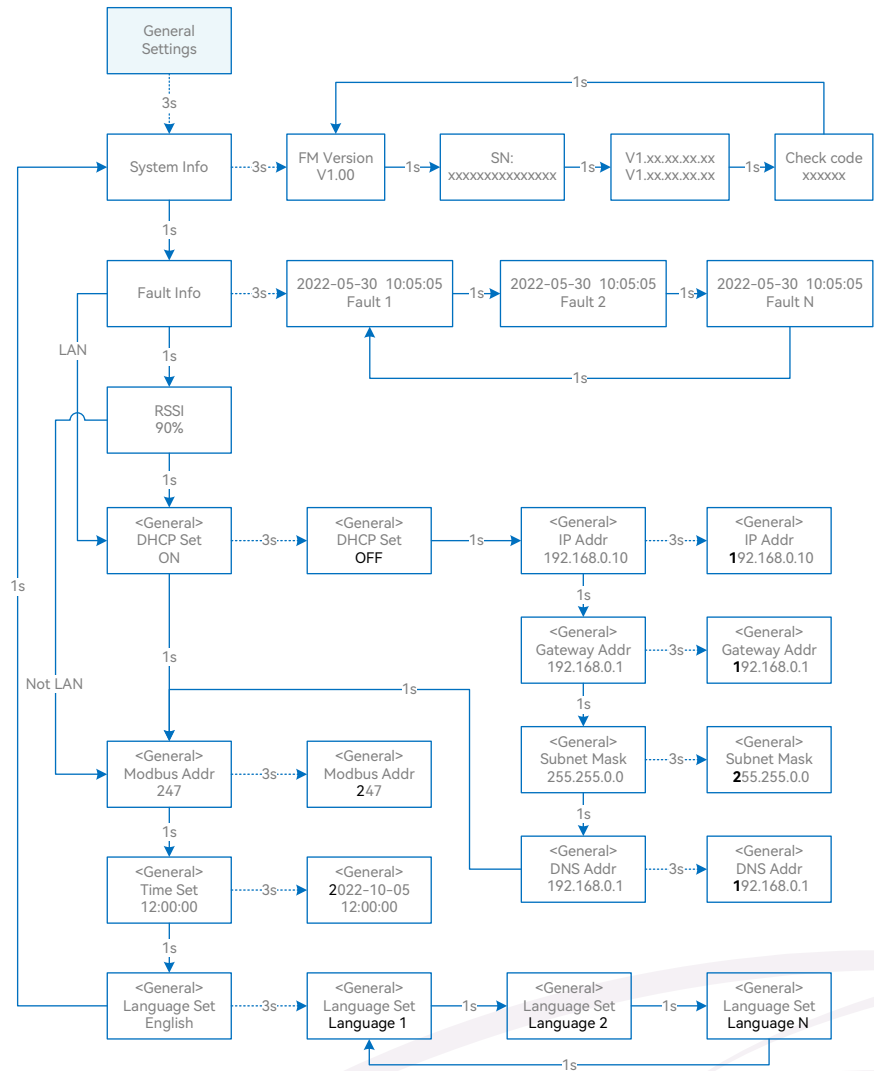 General
Settings
3s
1s
System Info
3s
FM Version
V1.00
1s
SN:
xxxxxxxxxxxxxxx
1s
V1.xx.xx.xx.xx
V1.xx.xx.xx.xx
1s
Check code
xxxxxx
1s
Fault Info
3s
2022-05-30 10:05:05
Fault 1
1s
2022-05-30 10:05:05
Fault 2
1s
2022-05-30 10:05:05
Fault N
1s
LAN
1s
RSSI
90%
1s
<General>
DHCP Set
ON
3s
<General>
DHCP Set
OFF
1s
<General>
IP Addr
192.168.0.10
3s
<General>
IP Addr
192.168.0.10
1s
1s
<General>
Gateway Addr
192.168.0.1
3s
<General>
Gateway Addr
192.168.0.1
1s
Not LAN
1s
1s
<General>
Subnet Mask
255.255.0.0
3s
<General>
Subnet Mask
255.255.0.0
<General>
Modbus Addr
247
3s
<General>
Modbus Addr
247
1s
1s
<General>
DNS Addr
192.168.0.1
3s
<General>
DNS Addr
192.168.0.1
<General>
Time Set
12:00:00
3s
<General>
2022-10-05
12:00:00
1s
<General>
Language Set
English
3s
<General>
Language Set
Language 1
1s
<General>
Language Set
Language 2
1s
<General>
Language Set
Language N
1s